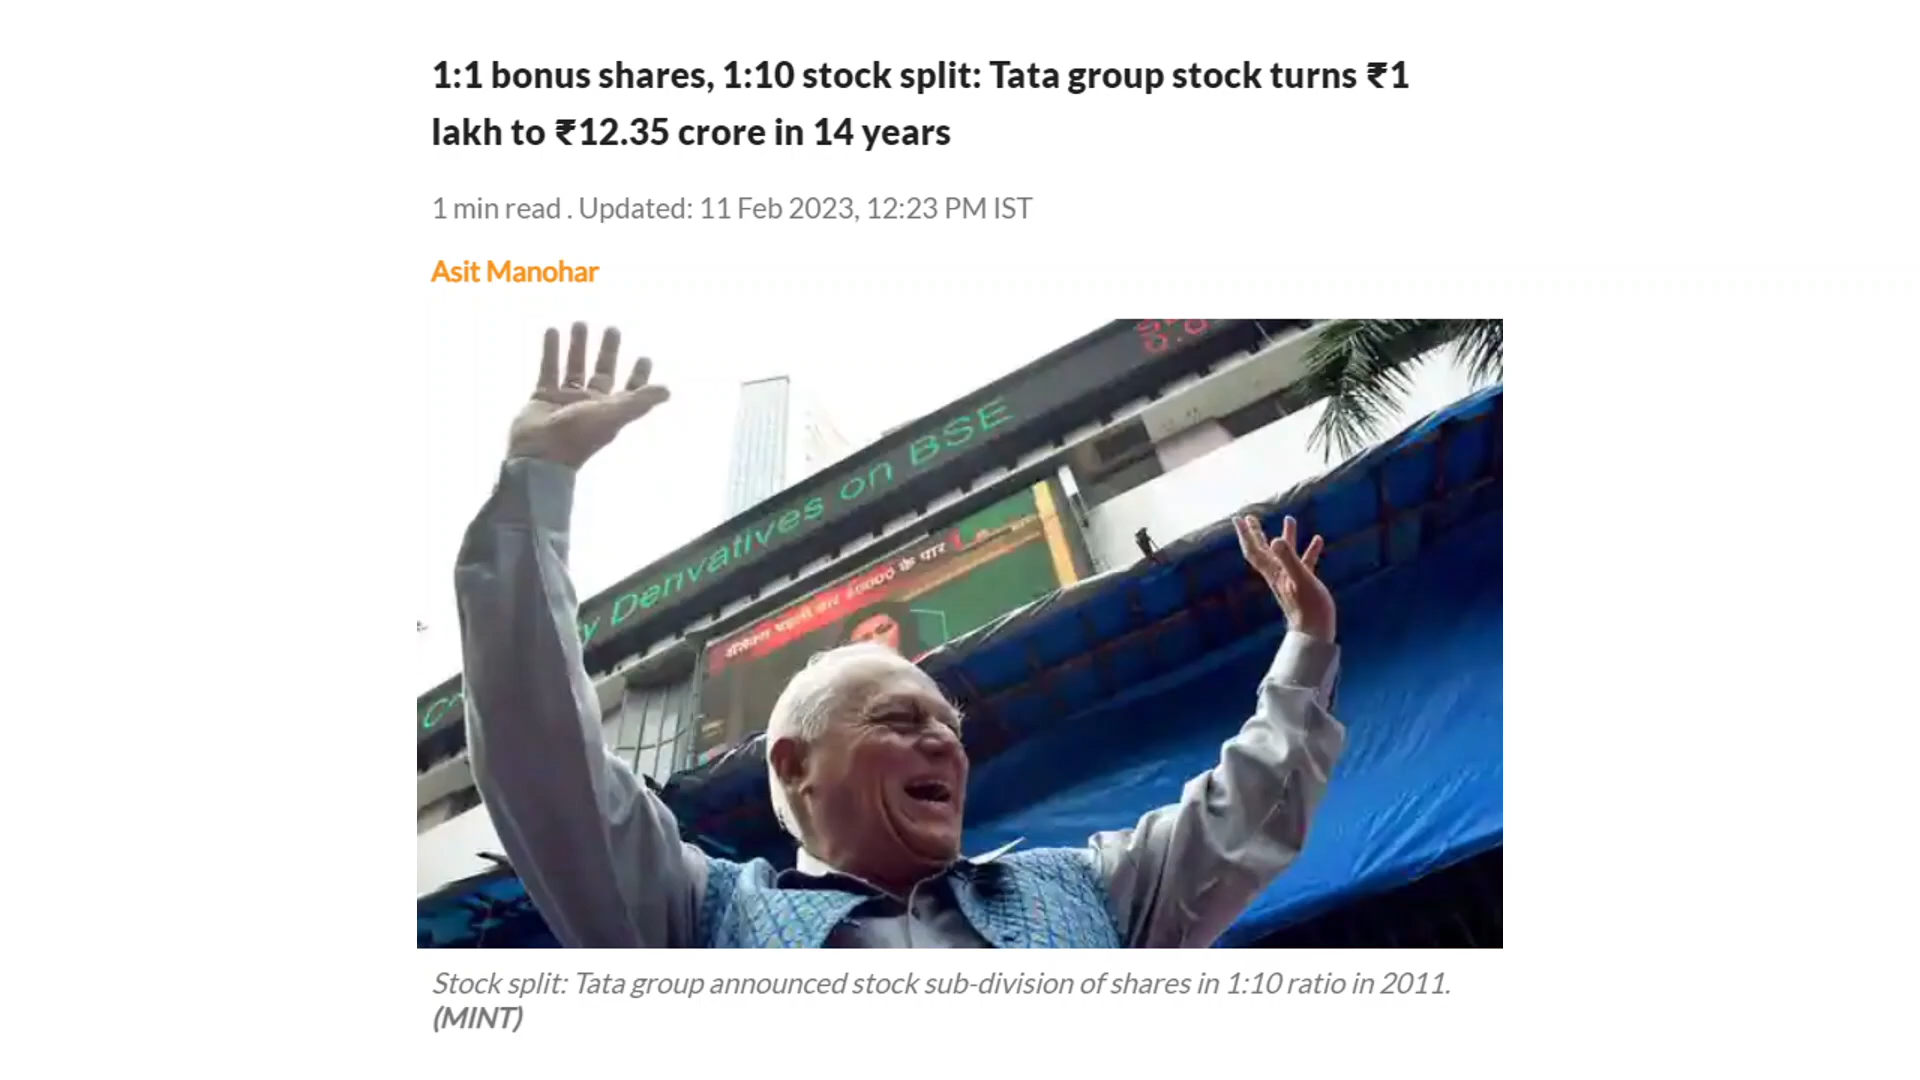 1:1 bonus shares, 1:10 stock split: Tata group stock turns ₹1
lakh to ₹12.35 crore in 14 years
1 min read . Updated: 11 Feb 2023, 12:23 PM IST
Asit Manohar
y Derivatives on BSE
सेंसेक्स पहली बार 40000 के पार
Stock split: Tata group announced stock sub-division of shares in 1:10 ratio in 2011.
(MINT)